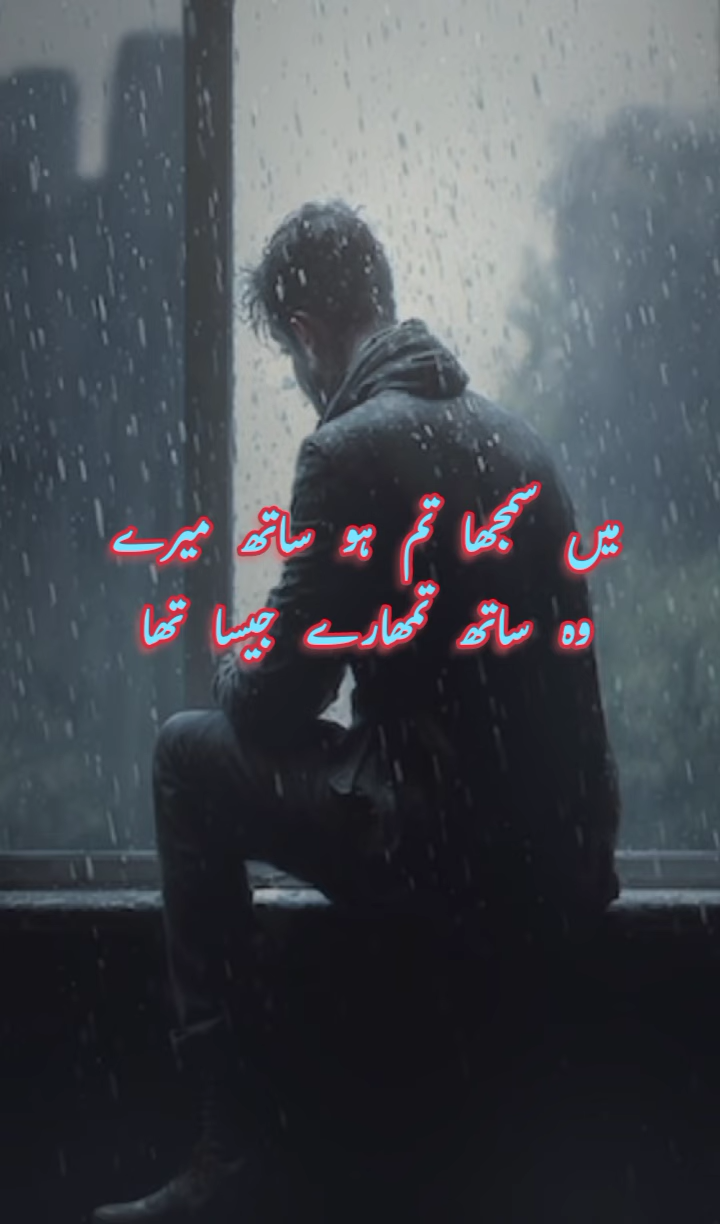 میں سمجھا تم ہو ساتھ میرے
وہ ساتھ تمھارے جیسا تھا